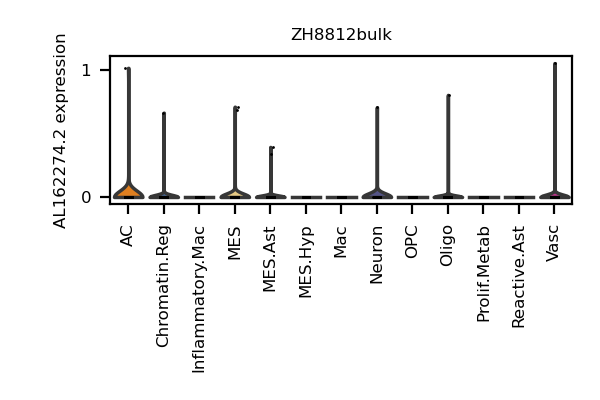 ZH8812bulk
AL162274.2 expression
1
0
AC
Chromatin.Reg
Inflammatory.Mac
MES
MES.Ast
MES.Hyp
Mac
Neuron
OPC
Oligo
Prolif.Metab
Reactive.Ast
Vasc